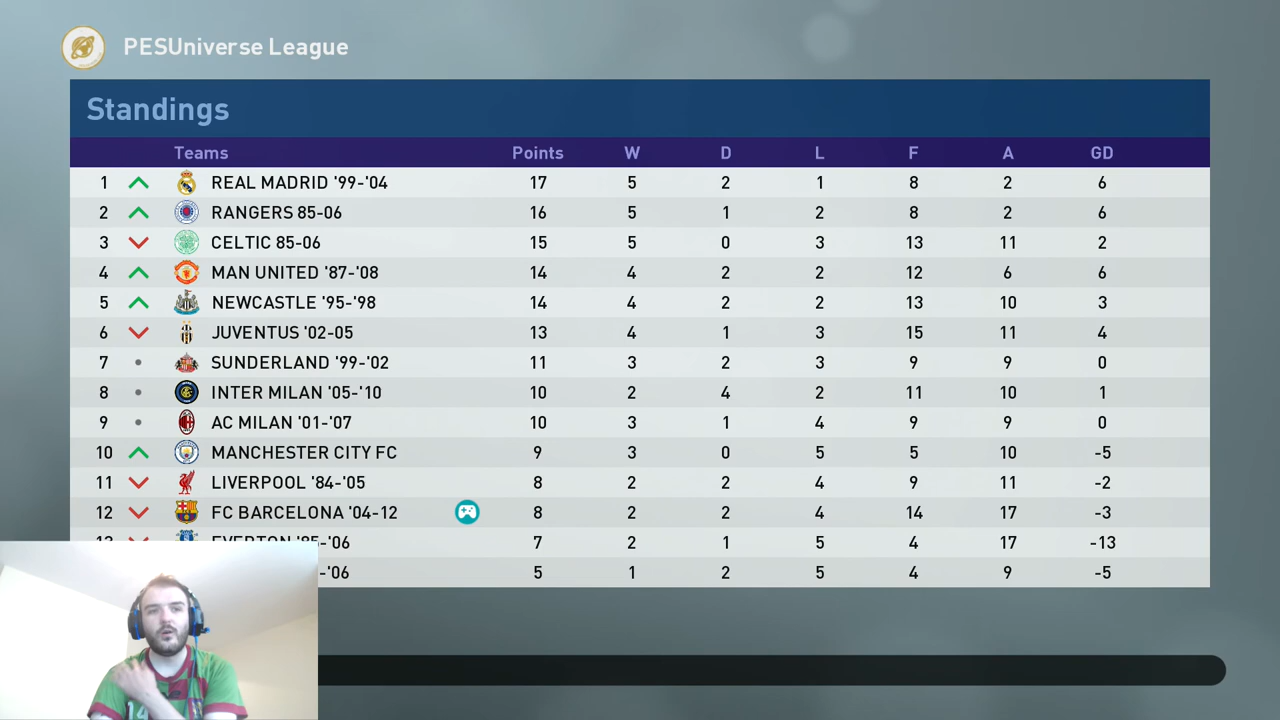 PESUniverse League
Standings
Teams Points W D L F A GD
1 REAL MADRID '99-'04 17 5 2 1 8 2 6
2 RANGERS 85-06 16 5 1 2 8 2 6
3 CELTIC 85-06 15 5 0 3 13 11 2
4 MAN UNITED '87-'08 14 4 2 2 12 6 6
5 NEWCASTLE '95-'98 14 4 2 2 13 10 3
6 JUVENTUS '02-05 13 4 1 3 15 11 4
7 SUNDERLAND '99-'02 11 3 2 3 9 9 0
8 INTER MILAN '05-'10 10 2 4 2 11 10 1
9 AC MILAN '01-'07 10 3 1 4 9 9 0
10 MANCHESTER CITY FC 9 3 0 5 5 10 -5
11 LIVERPOOL '84-'05 8 2 2 4 9 11 -2
12 FC BARCELONA '04-12 8 2 2 4 14 17 -3
7 2 1 5 4 17 -13
-'06 5 1 2 5 4 9 -5
14